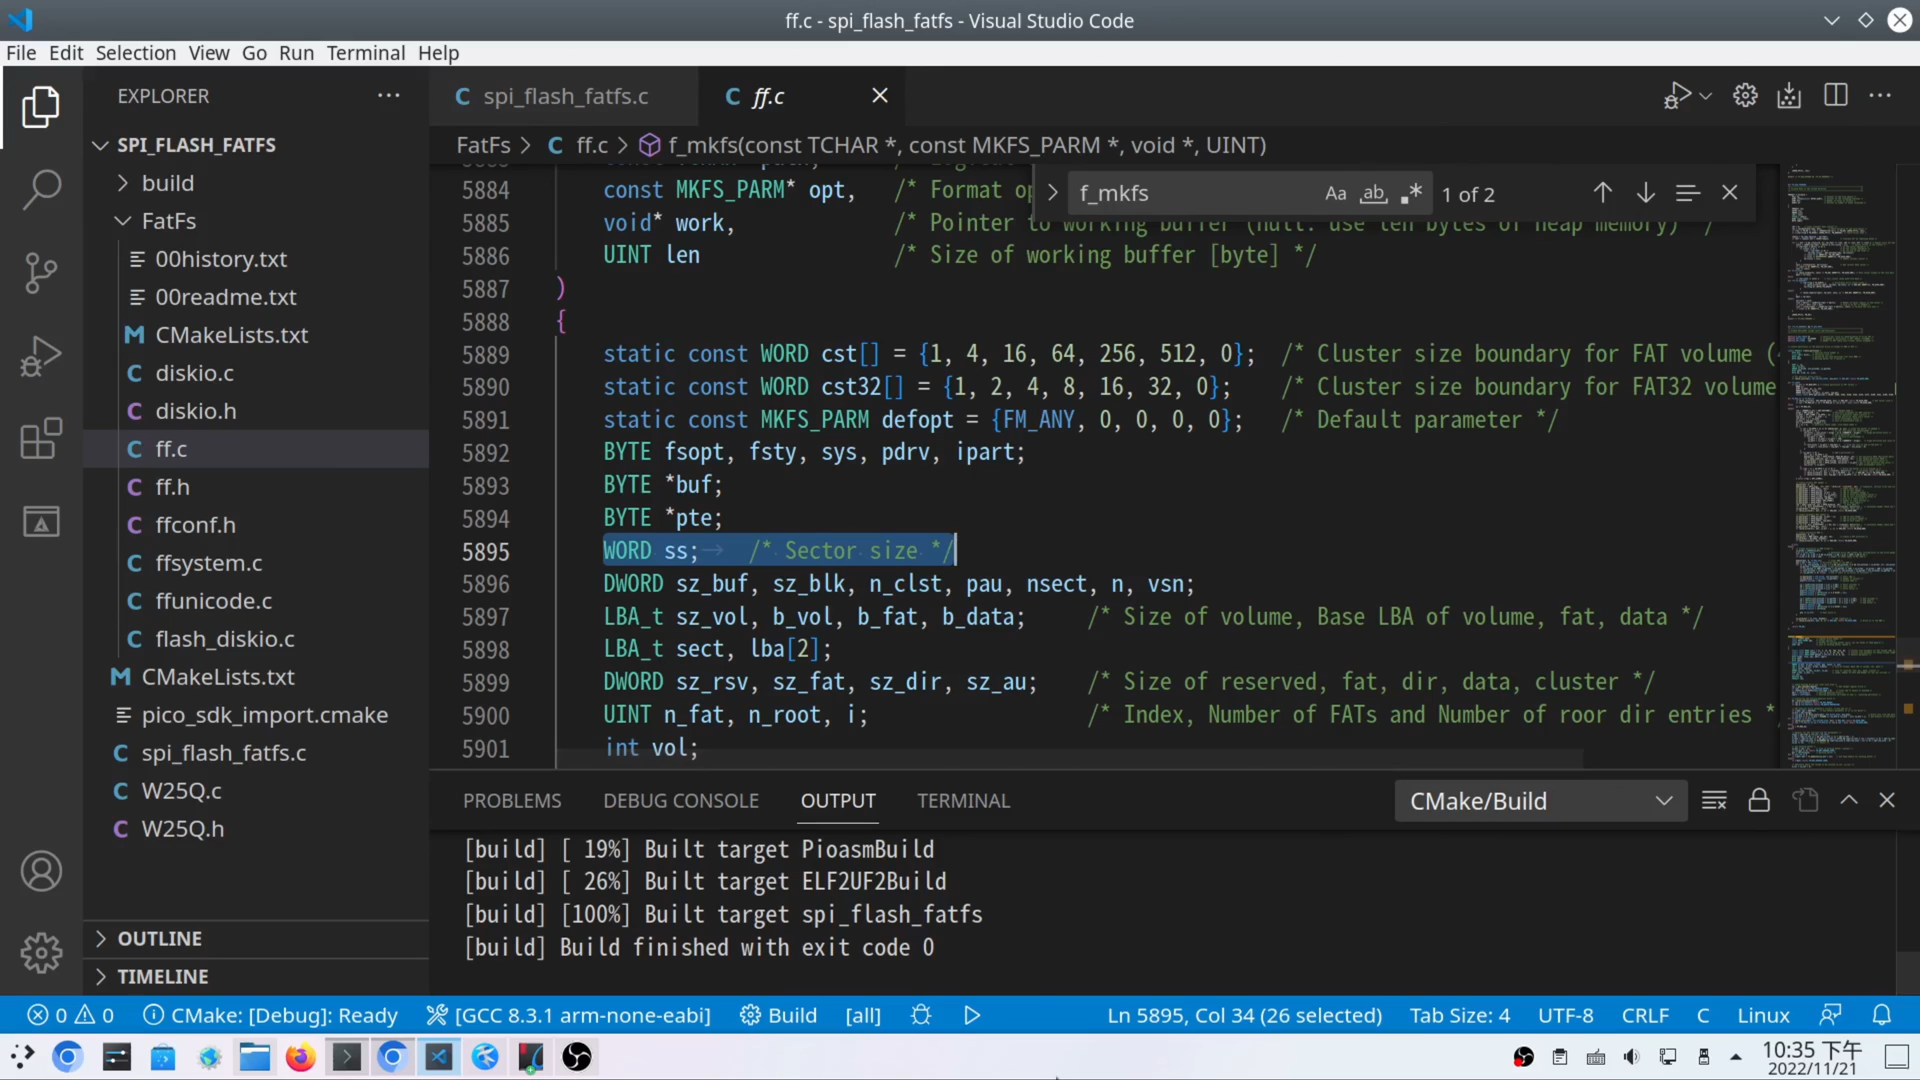 ff.c - spi_flash_fatfs - Visual Studio Code
File Edit Selection View Go Run Terminal Help
EXPLORER
SPI_FLASH_FATFS
build
FatFs
00history.txt
00readme.txt
CMakeLists.txt
diskio.c
diskio.h
ff.c
ff.h
ffconf.h
ffsystem.c
ffunicode.c
flash_diskio.c
CMakeLists.txt
pico_sdk_import.cmake
spi_flash_fatfs.c
W25Q.c
W25Q.h
OUTLINE
TIMELINE
spi_flash_fatfs.c
ff.c
FatFs > ff.c > f_mkfs(const TCHAR *, const MKFS_PARM *, void *, UINT)
f_mkfs
1 of 2
5884 const MKFS_PARM* opt, /* Format op
5885 void* work, /* Pointer to working buffer (null: use len bytes of heap memory) */
5886 UINT len /* Size of working buffer [byte] */
5887 )
5888 {
5889 static const WORD cst[] = {1, 4, 16, 64, 256, 512, 0}; /* Cluster size boundary for FAT volume (
5890 static const WORD cst32[] = {1, 2, 4, 8, 16, 32, 0}; /* Cluster size boundary for FAT32 volume
5891 static const MKFS_PARM defopt = {FM_ANY, 0, 0, 0, 0}; /* Default parameter */
5892 BYTE fsopt, fsty, sys, pdrv, ipart;
5893 BYTE *buf;
5894 BYTE *pte;
5895 WORD ss; /* Sector size */
5896 DWORD sz_buf, sz_blk, n_clst, pau, nsect, n, vsn;
5897 LBA_t sz_vol, b_vol, b_fat, b_data; /* Size of volume, Base LBA of volume, fat, data */
5898 LBA_t sect, lba[2];
5899 DWORD sz_rsv, sz_fat, sz_dir, sz_au; /* Size of reserved, fat, dir, data, cluster */
5900 UINT n_fat, n_root, i; /* Index, Number of FATs and Number of roor dir entries *
5901 int vol;
PROBLEMS DEBUG CONSOLE OUTPUT TERMINAL
CMake/Build
[build] [ 19%] Built target PioasmBuild
[build] [ 26%] Built target ELF2UF2Build
[build] [100%] Built target spi_flash_fatfs
[build] Build finished with exit code 0
0 0 CMake: [Debug]: Ready [GCC 8.3.1 arm-none-eabi] Build [all] Ln 5895, Col 34 (26 selected) Tab Size: 4 UTF-8 CRLF C Linux
10:35 下午
2022/11/21